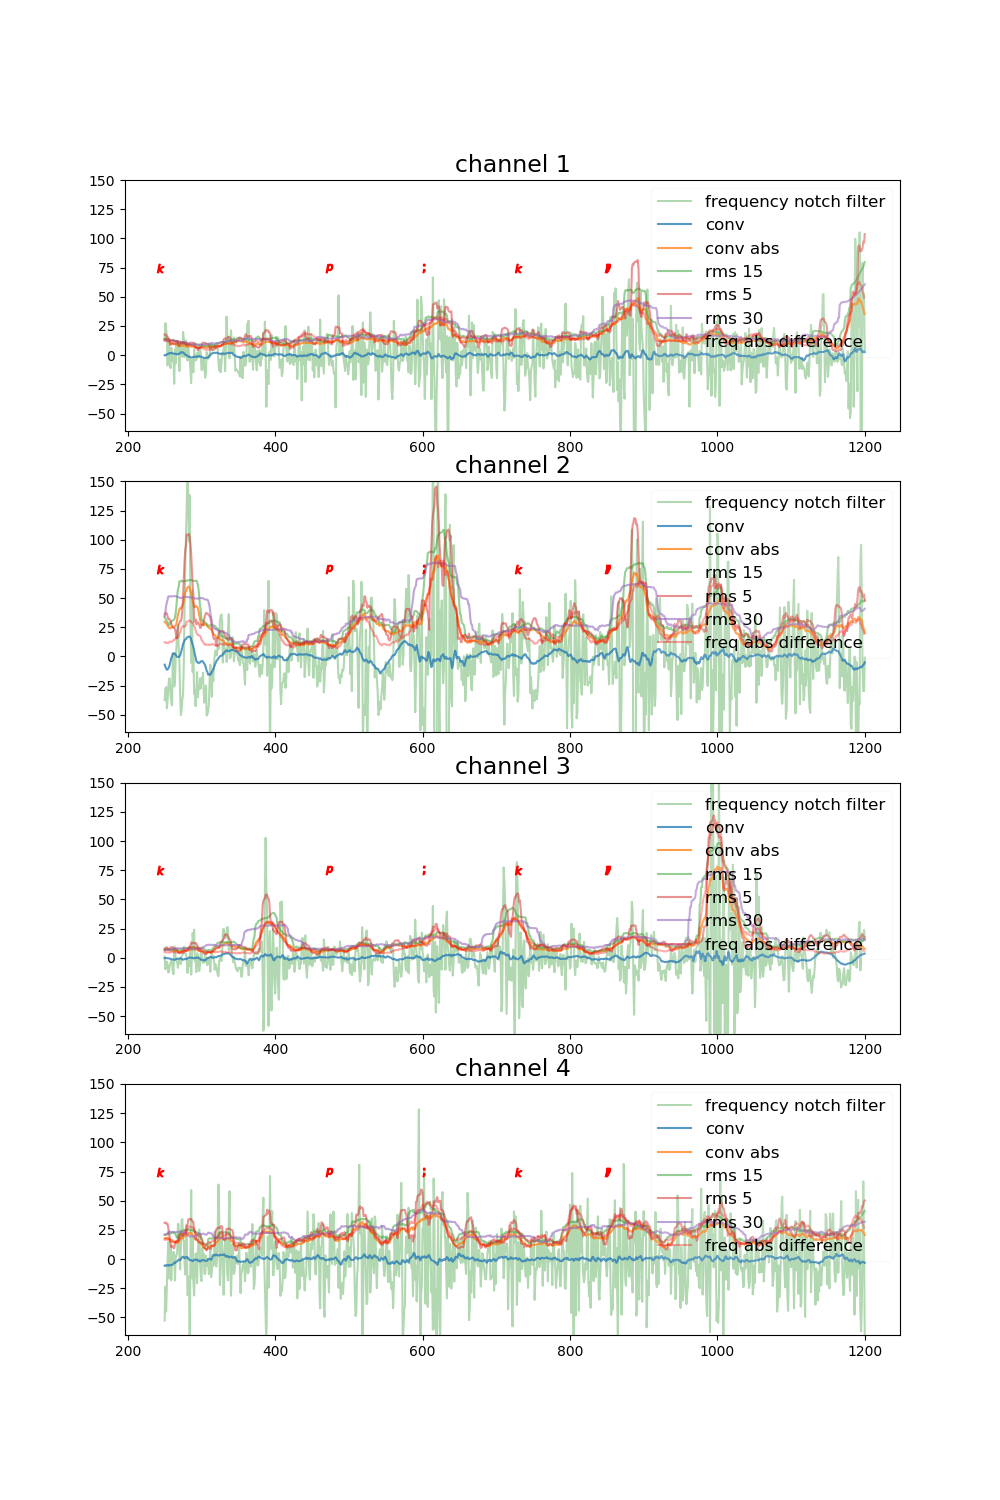 channel 1
150
125
100
75
50
25
0
−25
−50
k p ; k
frequency notch filter
conv
conv abs
rms 15
rms 5
rms 30
freq abs difference
200 400 600 800 1000 1200
channel 2
150
125
100
75
50
25
0
−25
−50
k p ; k
frequency notch filter
conv
conv abs
rms 15
rms 5
rms 30
freq abs difference
200 400 600 800 1000 1200
channel 3
150
125
100
75
50
25
0
−25
−50
k p ; k
frequency notch filter
conv
conv abs
rms 15
rms 5
rms 30
freq abs difference
200 400 600 800 1000 1200
channel 4
150
125
100
75
50
25
0
−25
−50
k p ; k
frequency notch filter
conv
conv abs
rms 15
rms 5
rms 30
freq abs difference
200 400 600 800 1000 1200